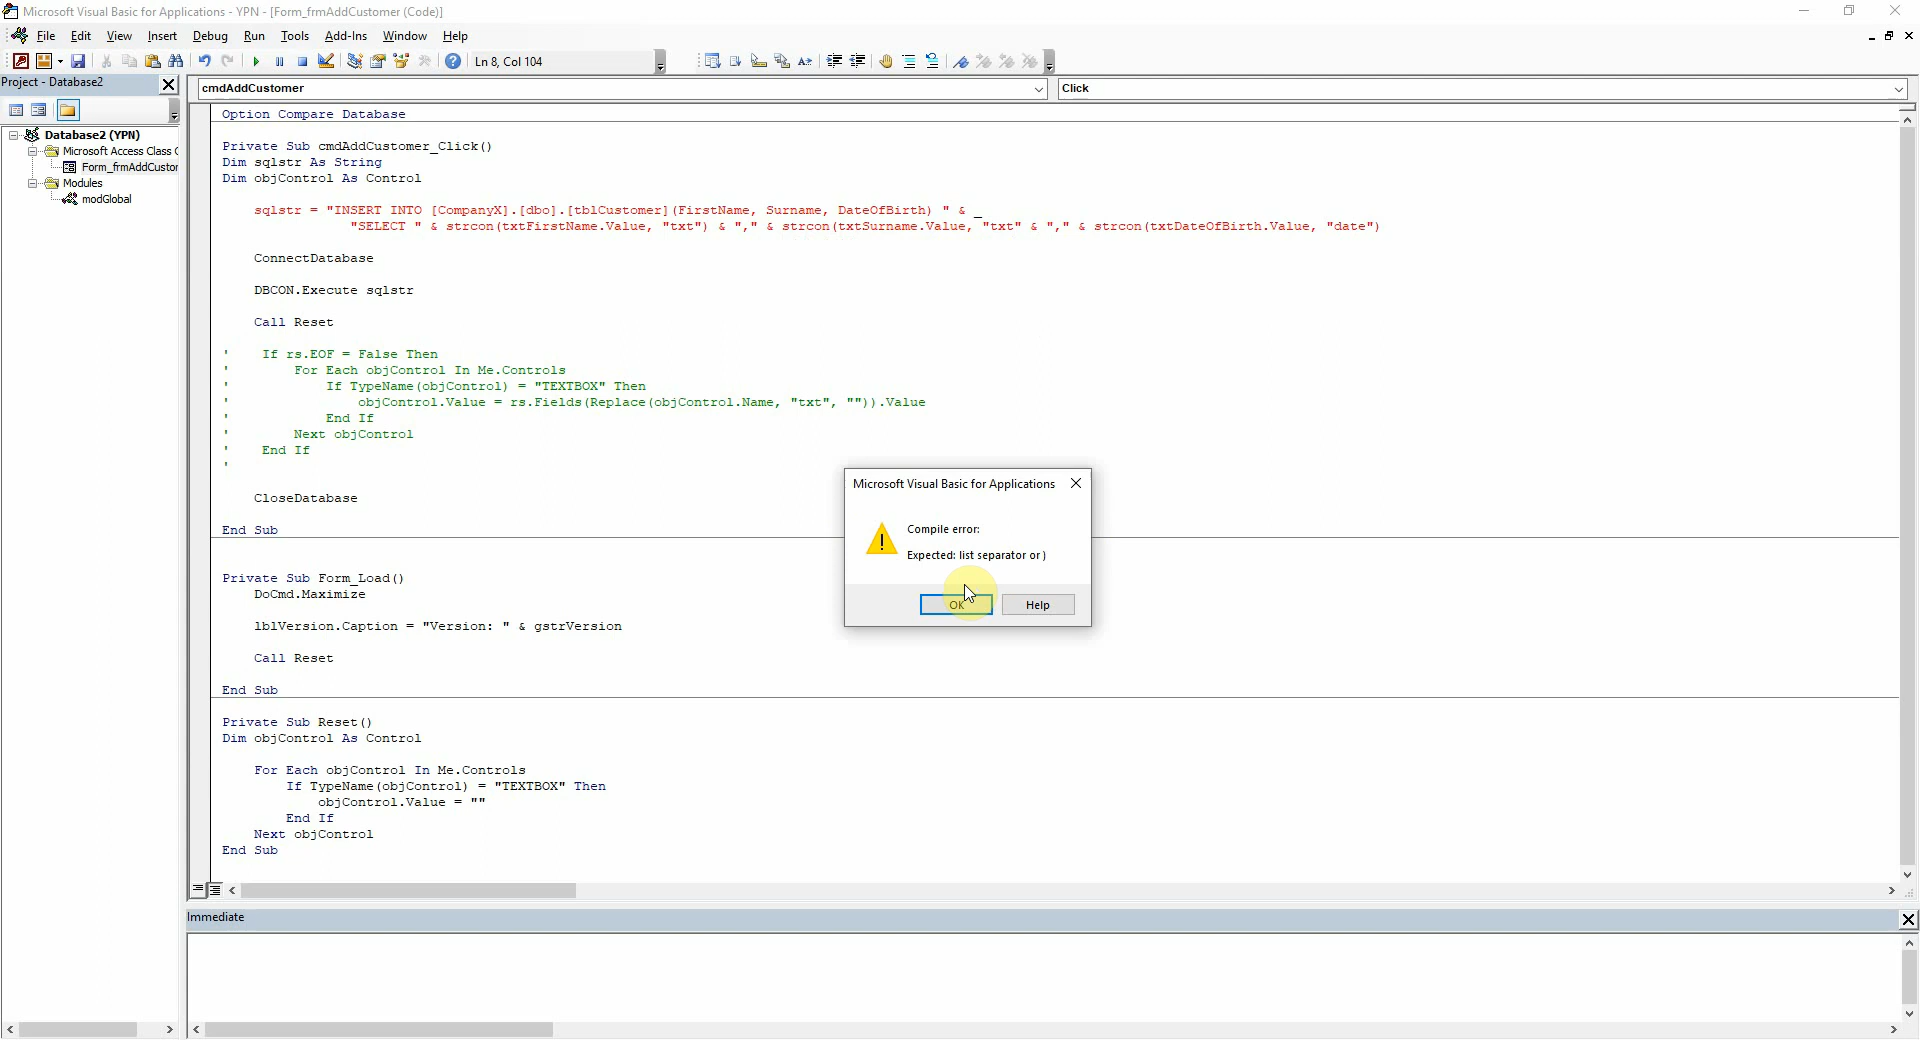 Microsoft Visual Basic for Applications - YPN - [Form_frmAddCustomer (Code)]
File Edit View Insert Debug Run Tools Add-Ins Window Help
Ln 8, Col 104
Project - Database2
cmdAddCustomer
Click
Database2 (YPN)
Microsoft Access Class
Form_frmAddCustor
Modules
modGlobal
Option Compare Database
Private Sub cmdAddCustomer_Click()
Dim sqlstr As String
Dim objControl As Control
sqlstr = "INSERT INTO [CompanyX].[dbo].[tblCustomer](FirstName, Surname, DateOfBirth) " & _
"SELECT " & strcon(txtFirstName.Value, "txt") & "," & strcon(txtSurname.Value, "txt" & "," & strcon(txtDateOfBirth.Value, "date")
ConnectDatabase
DBCON.Execute sqlstr
Call Reset
' If rs.EOF = False Then
' For Each objControl In Me.Controls
' If TypeName(objControl) = "TEXTBOX" Then
' objControl.Value = rs.Fields(Replace(objControl.Name, "txt", "")).Value
' End If
' Next objControl
' End If
'
CloseDatabase
End Sub
Private Sub Form_Load()
DoCmd.Maximize
lblVersion.Caption = "Version: " & gstrVersion
Call Reset
End Sub
Private Sub Reset()
Dim objControl As Control
For Each objControl In Me.Controls
If TypeName(objControl) = "TEXTBOX" Then
objControl.Value = ""
End If
Next objControl
End Sub
Microsoft Visual Basic for Applications
Compile error:
Expected: list separator or )
OK
Help
Immediate